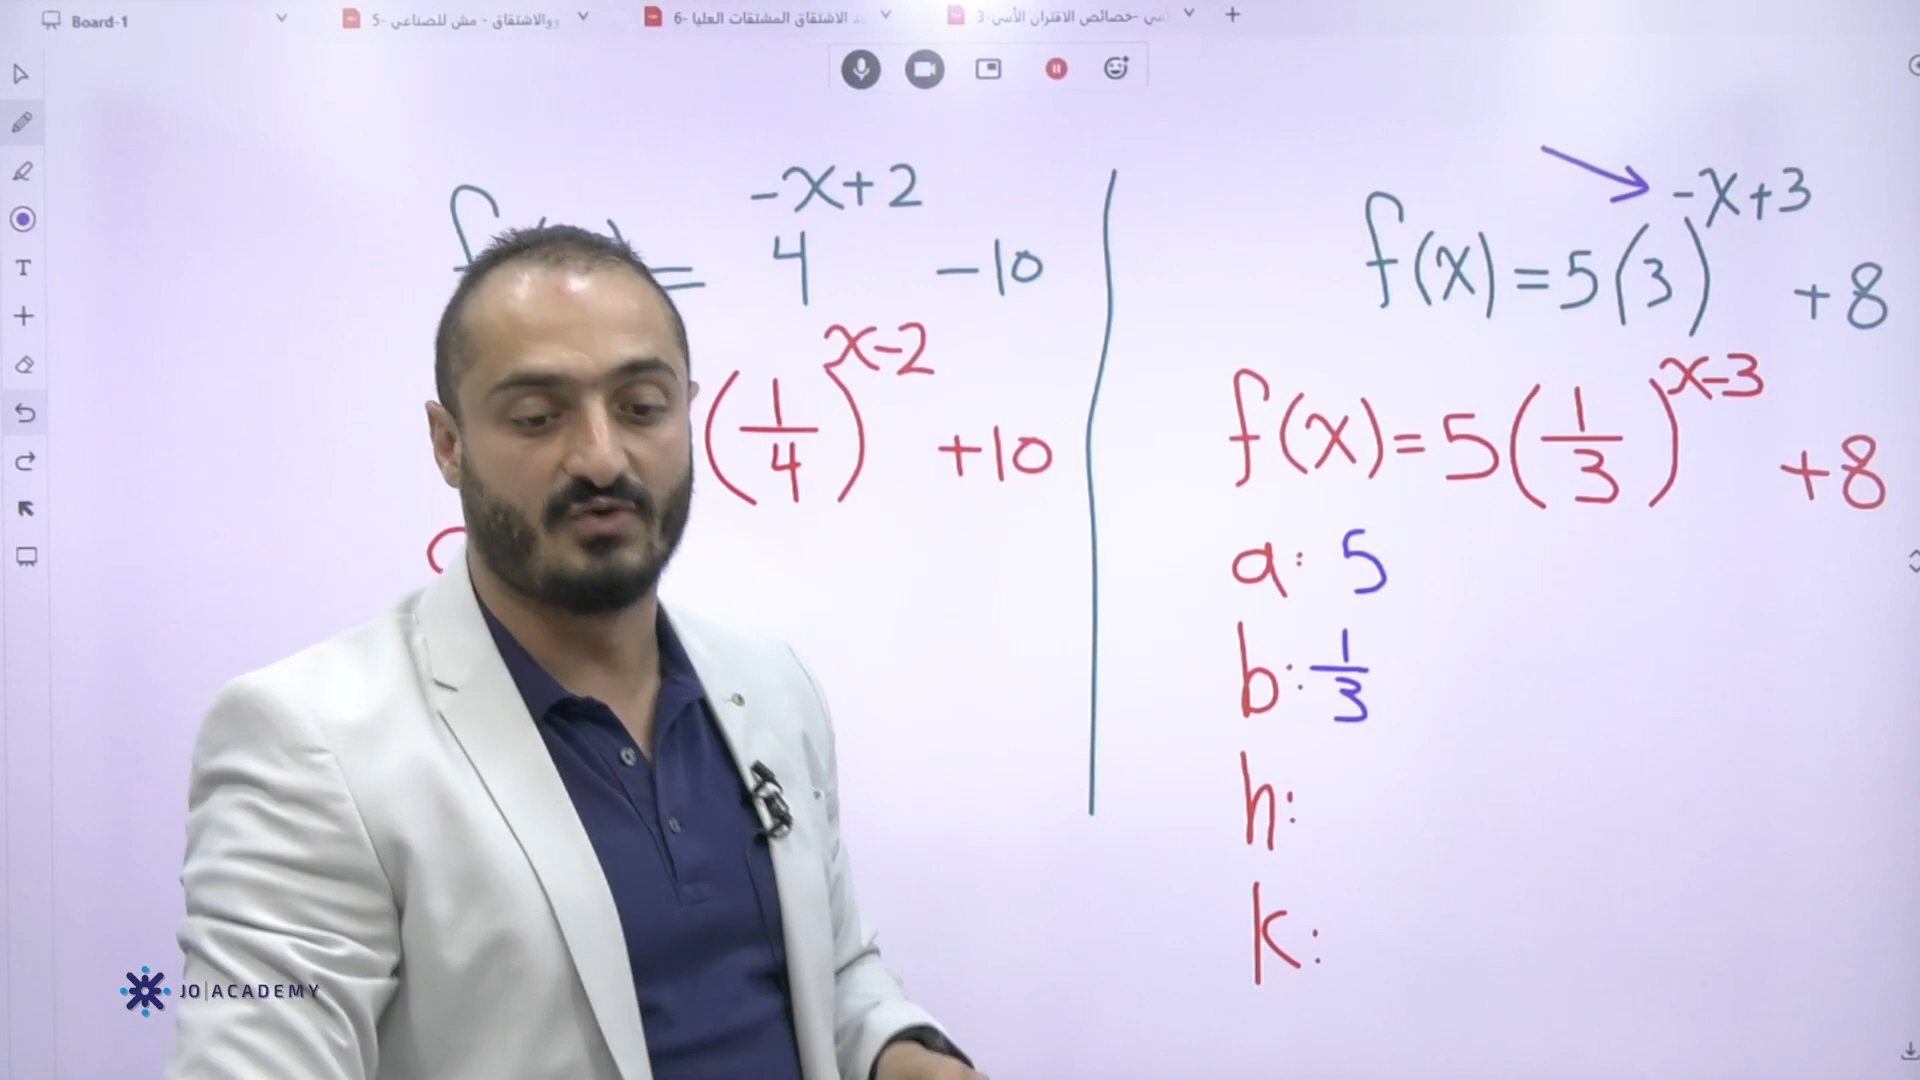 Board-1
5- والاشتقاق - مش للصناعي
6- الاشتقاق المشتقات العليا
3-خصائص الاقتران الأسي-
-x+2
= 4 -10
x-2
(1/4) +10
-x+3
f(x) = 5(3) +8
x-3
f(x) = 5(1/3) +8
a: 5
b: 1/3
h:
k:
T
JO|ACADEMY